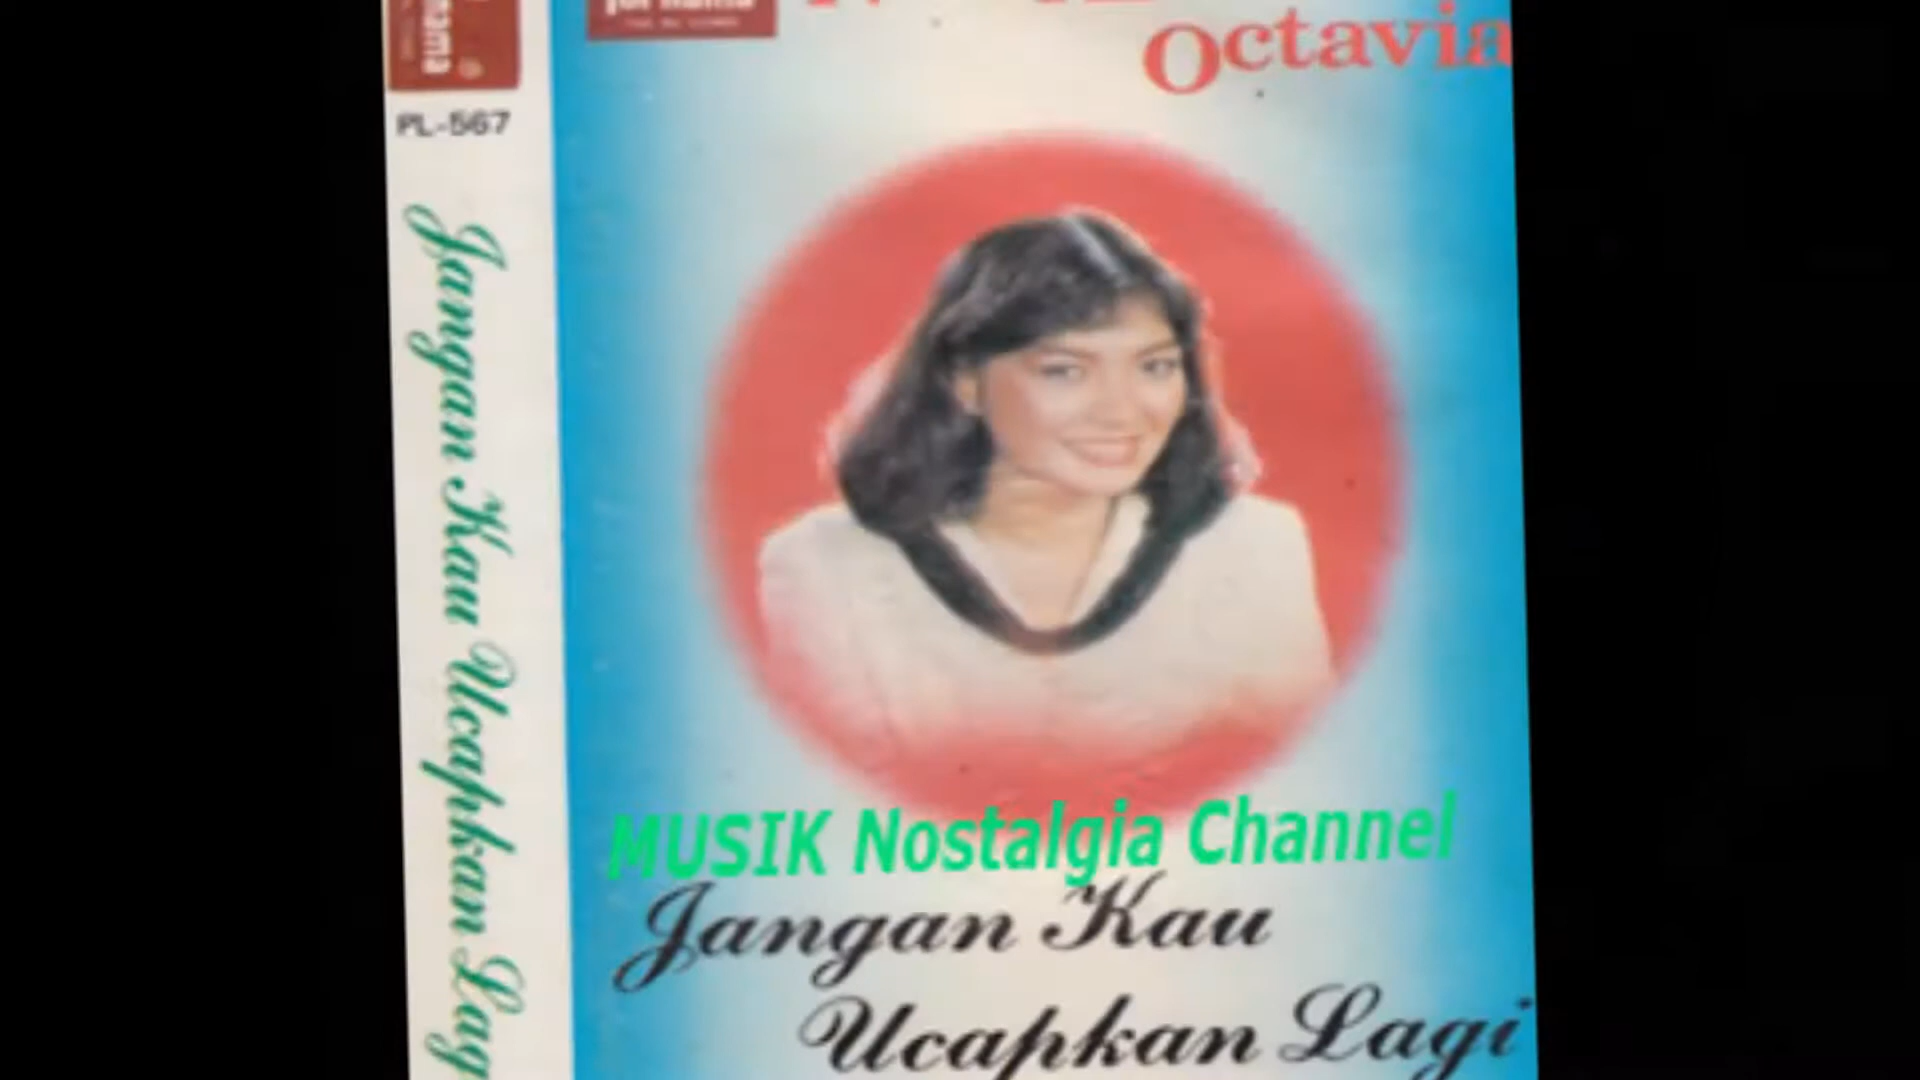 Octavia
PL-567
Jangan Kau Ucapkan Lag
MUSIK Nostalgia Channel
Jangan Kau
Ucapkan Lagi